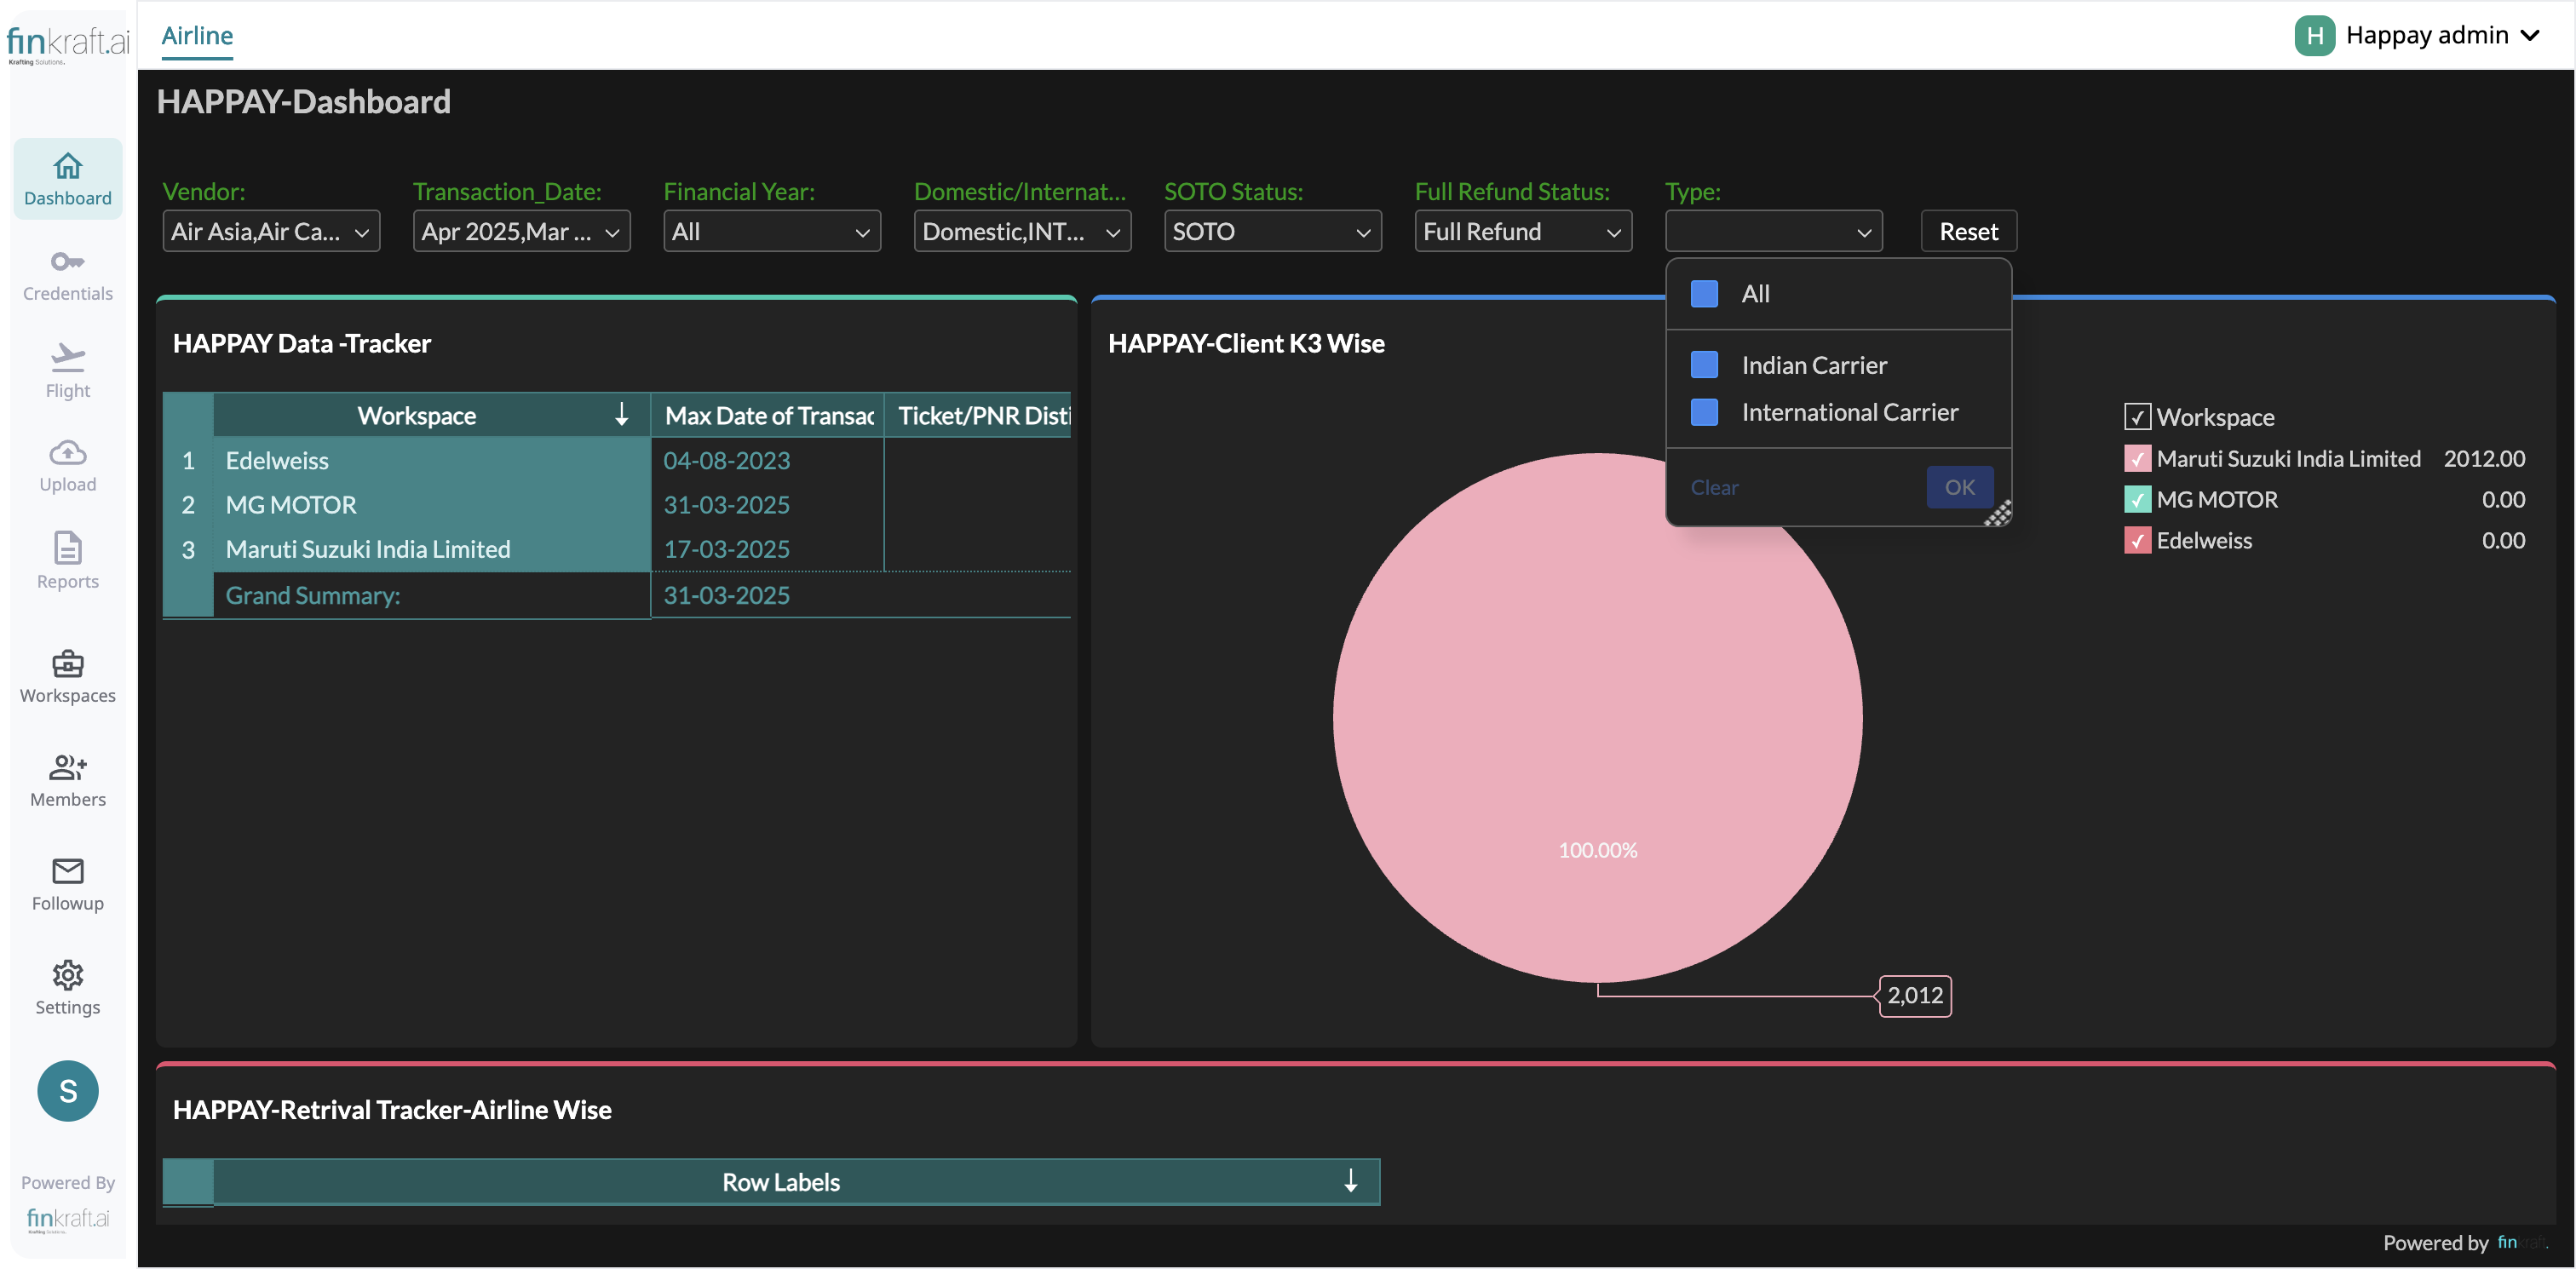 finkraft.ai
Krafting Solutions.
Airline
H
Happay admin
HAPPAY-Dashboard
Dashboard
Credentials
Flight
Upload
Reports
Workspaces
Members
Followup
Settings
S
Powered By
finkraft.ai
Krafting Solutions.
Vendor:
Transaction_Date:
Financial Year:
Domestic/Internat...
SOTO Status:
Full Refund Status:
Type:
Air Asia,Air Ca...
Apr 2025,Mar ...
All
Domestic,INT...
SOTO
Full Refund
Reset
All
Indian Carrier
International Carrier
Clear
OK
HAPPAY Data -Tracker
Workspace
Max Date of Transac
Ticket/PNR Disti
1 Edelweiss 04-08-2023
2 MG MOTOR 31-03-2025
3 Maruti Suzuki India Limited 17-03-2025
Grand Summary: 31-03-2025
HAPPAY-Client K3 Wise
Workspace
Maruti Suzuki India Limited 2012.00
MG MOTOR 0.00
Edelweiss 0.00
100.00%
2,012
HAPPAY-Retrival Tracker-Airline Wise
Row Labels
Powered by finkraft.